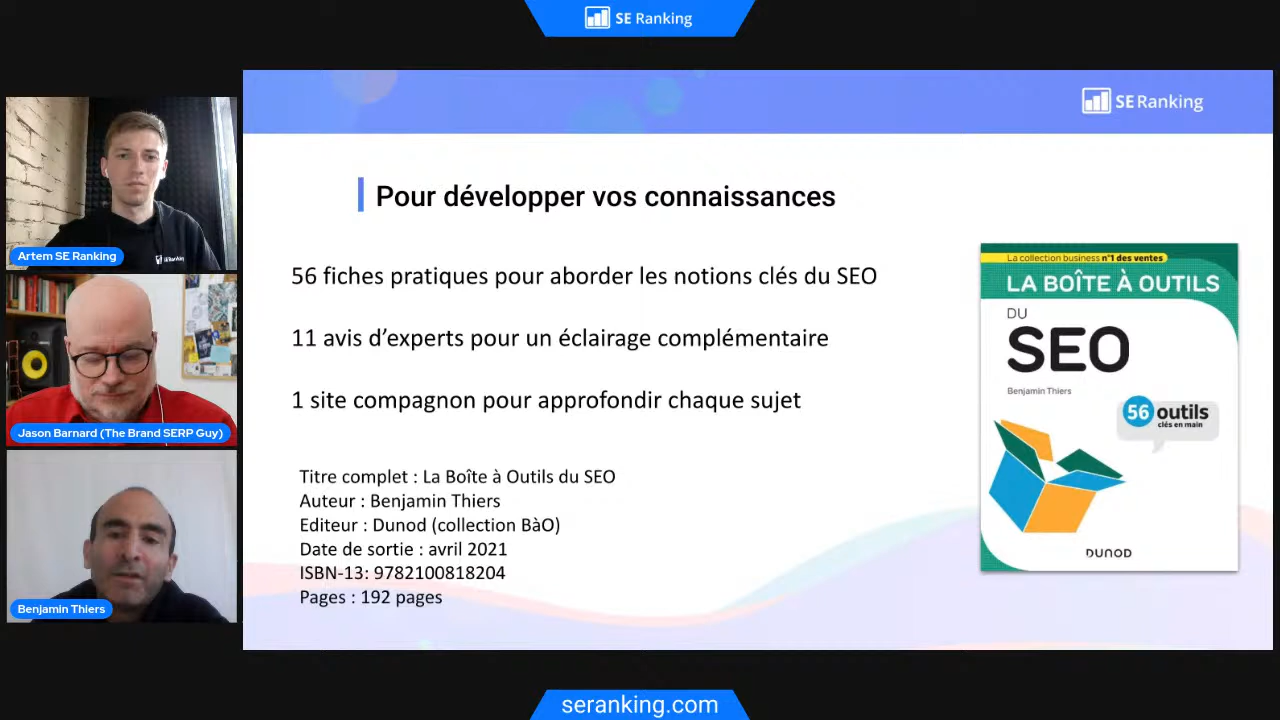 SE Ranking
SE Ranking
Artem SE Ranking
SE Ranking
Jason Barnard (The Brand SERP Guy)
Benjamin Thiers
Pour développer vos connaissances
56 fiches pratiques pour aborder les notions clés du SEO
11 avis d’experts pour un éclairage complémentaire
1 site compagnon pour approfondir chaque sujet
Titre complet : La Boîte à Outils du SEO
Auteur : Benjamin Thiers
Editeur : Dunod (collection BàO)
Date de sortie : avril 2021
ISBN-13: 9782100818204
Pages : 192 pages
La collection business n°1 des ventes
LA BOÎTE À OUTILS
DU
SEO
Benjamin Thiers
56 outils
clés en main
DUNOD
seranking.com